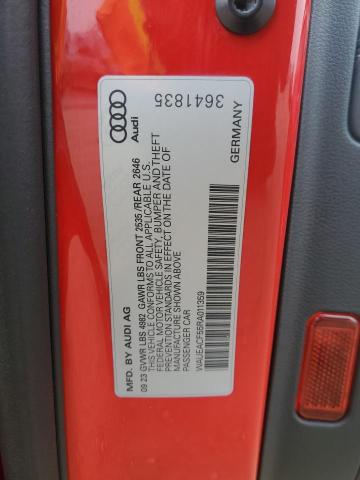 Audi
3641835
MFD. BY AUDI AG
GERMANY
09 23 GVWR LBS 4982 GAWR LBS FRONT 2535/REAR 2646
THIS VEHICLE CONFORMS TO ALL APPLICABLE U.S.
FEDERAL MOTOR VEHICLE SAFETY, BUMPER AND THEFT
PREVENTION STANDARDS IN EFFECT ON THE DATE OF
MANUFACTURE SHOWN ABOVE
PASSENGER CAR
WAUEACF55RA011369